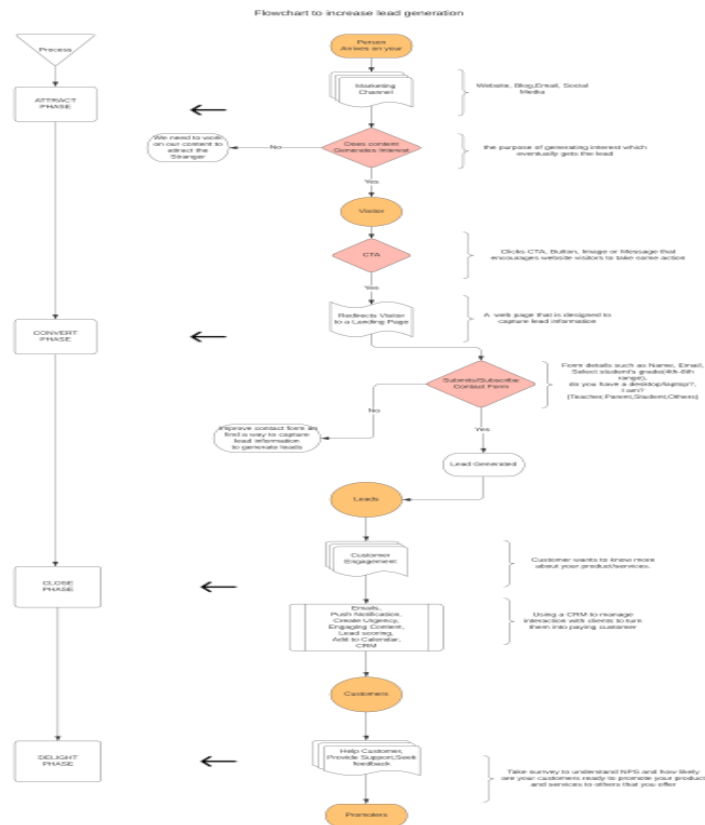 Flowchart to increase lead generation
Process
Person
Arrives on year
ATTRACT
PHASE
Marketing
Channel
Website, Blog,Email, Social
Media
We need to work
on our content to
attract the
Stranger
No
Does content
Generates Interest
the purpose of generating interest which
eventually gets the lead
Yes
Visiter
CTA
Clicks CTA, Button, Image or Message that
encourages website visitors to take same action
Yes
CONVERT
PHASE
Redirects Visiter
to a Landing Page
A web page that is designed to
capture lead information
Submits/Subscribe
Contact Form
Form details such as Name, Email,
Select student's grade(4th-8th
range),
do you have a desktop/laptop?,
I am?
(Teacher,Parent,Student,Others)
No
Yes
Improve contact form an
find a way to capture
lead information
to generate leads
Lead Generated
Leads
Customer
Engagement
Customer wants to know more
about your product/services.
CLOSE
PHASE
Emails,
Push Notification,
Create Urgency,
Engaging Content,
Lead scoring,
Add to Calendar,
CRM
Using a CRM to manage
interaction with clients to turn
them into paying customer
Customers
DELIGHT
PHASE
Help Customer,
Provide Support,Seek
feedback
Take survey to understand NPS and how likely
are your customers ready to promote your product
and services to others that you offer
Promoters